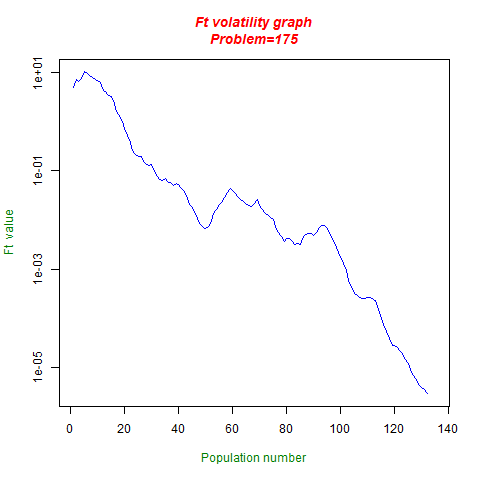 Ft volatility graph
Problem=175
1e+01
1e-01
1e-03
1e-05
Ft value
0 20 40 60 80 100 120 140
Population number